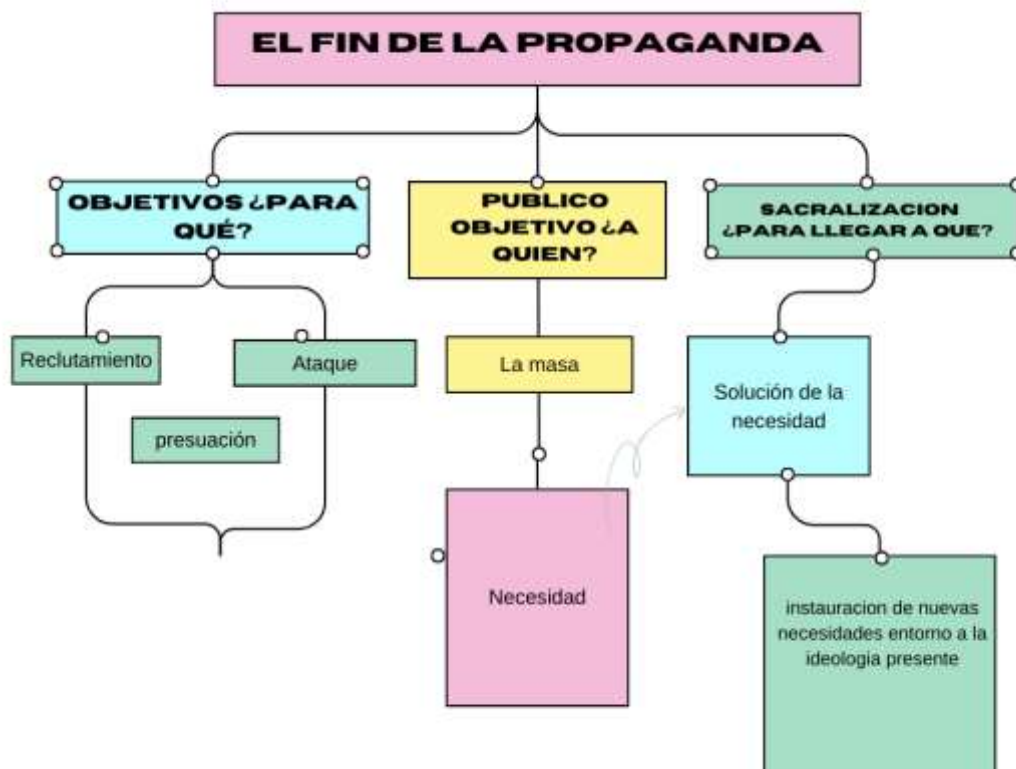 EL FIN DE LA PROPAGANDA
OBJETIVOS ¿PARA
QUÉ?
PUBLICO
OBJETIVO ¿A
QUIEN?
SACRALIZACION
¿PARA LLEGAR A QUE?
Reclutamiento
Ataque
presuación
La masa
Necesidad
Solución de la
necesidad
instauracion de nuevas
necesidades entorno a la
ideologia presente